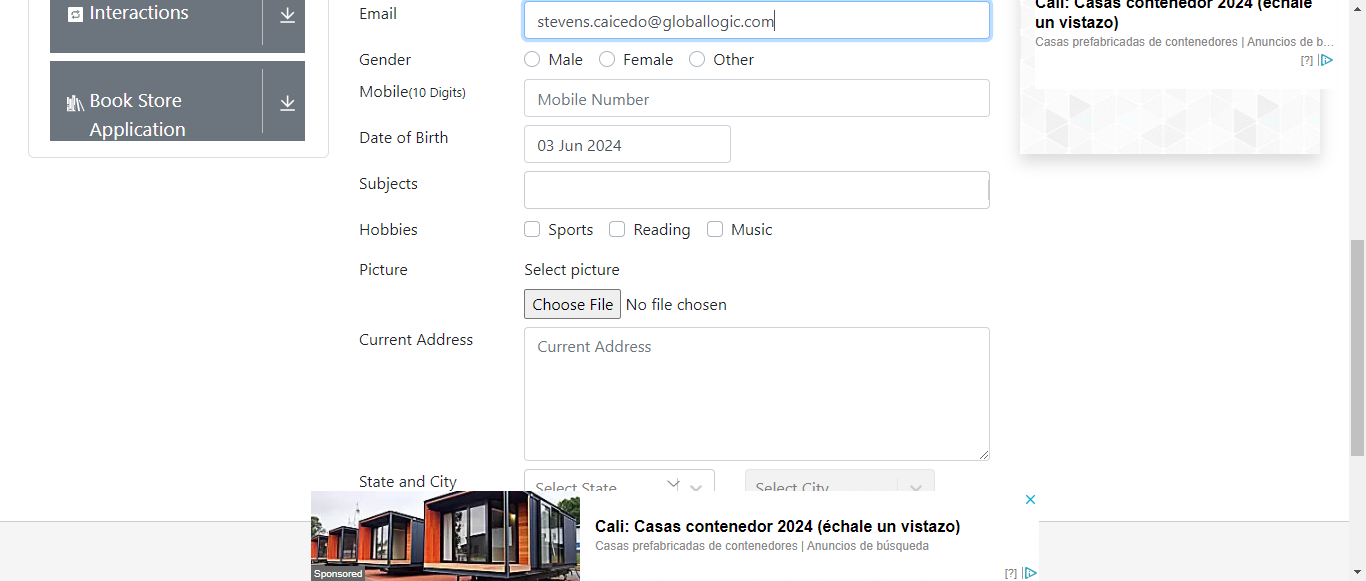 Interactions
Book Store
Application
Email
stevens.caicedo@globallogic.com
Gender
Male Female Other
Mobile(10 Digits)
Mobile Number
Date of Birth
03 Jun 2024
Subjects
Hobbies
Sports Reading Music
Picture
Select picture
Choose File No file chosen
Current Address
Current Address
State and City
Select State
Select City
Cali: Casas contenedor 2024 (échale
un vistazo)
Casas prefabricadas de contenedores | Anuncios de b...
[?]
Sponsored
Cali: Casas contenedor 2024 (échale un vistazo)
Casas prefabricadas de contenedores | Anuncios de búsqueda
[?]